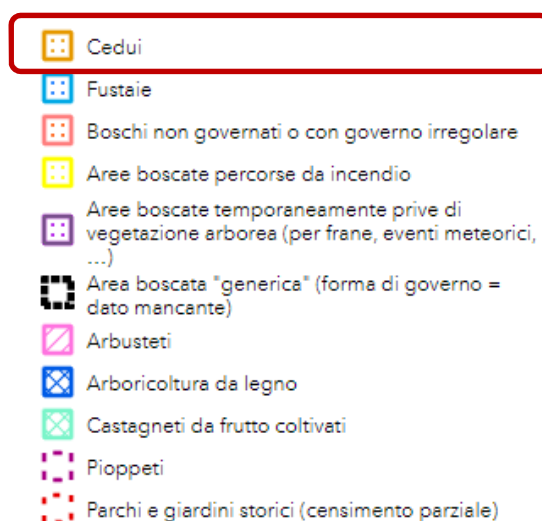 Cedui
Fustaie
Boschi non governati o con governo irregolare
Aree boscate percorse da incendio
Aree boscate temporaneamente prive di
vegetazione arborea (per frane, eventi meteorici,
...)
Area boscata "generica" (forma di governo =
dato mancante)
Arbusteti
Arboricoltura da legno
Castagneti da frutto coltivati
Pioppeti
Parchi e giardini storici (censimento parziale)